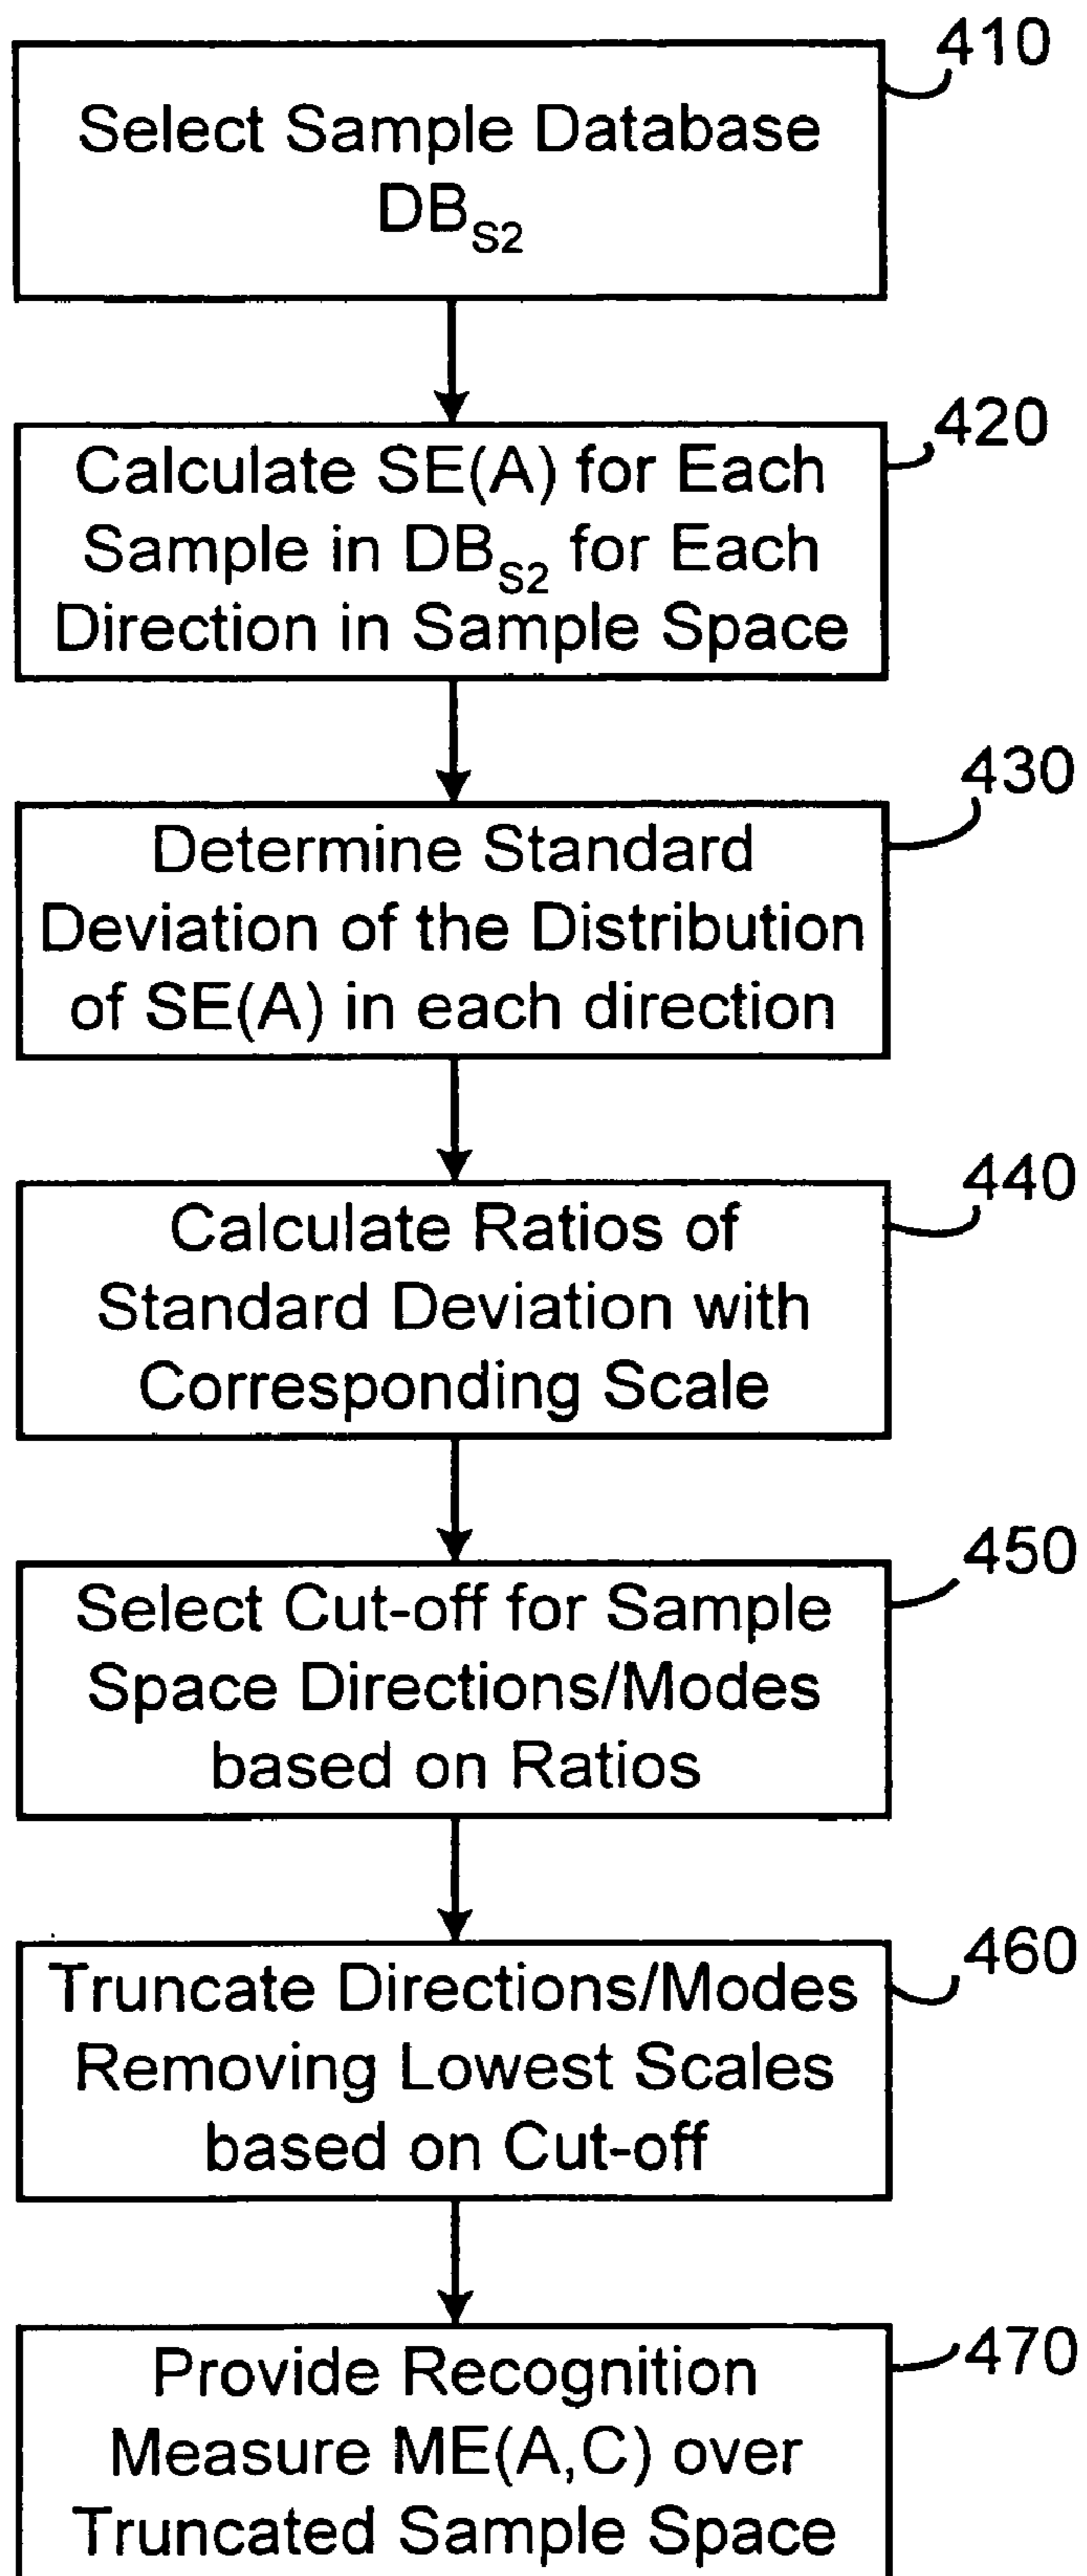 410
Select Sample Database
DBS2
420
Calculate SE(A) for Each
Sample in DBS2 for Each
Direction in Sample Space
430
Determine Standard
Deviation of the Distribution
of SE(A) in each direction
440
Calculate Ratios of
Standard Deviation with
Corresponding Scale
450
Select Cut-off for Sample
Space Directions/Modes
based on Ratios
460
Truncate Directions/Modes
Removing Lowest Scales
based on Cut-off
470
Provide Recognition
Measure ME(A,C) over
Truncated Sample Space